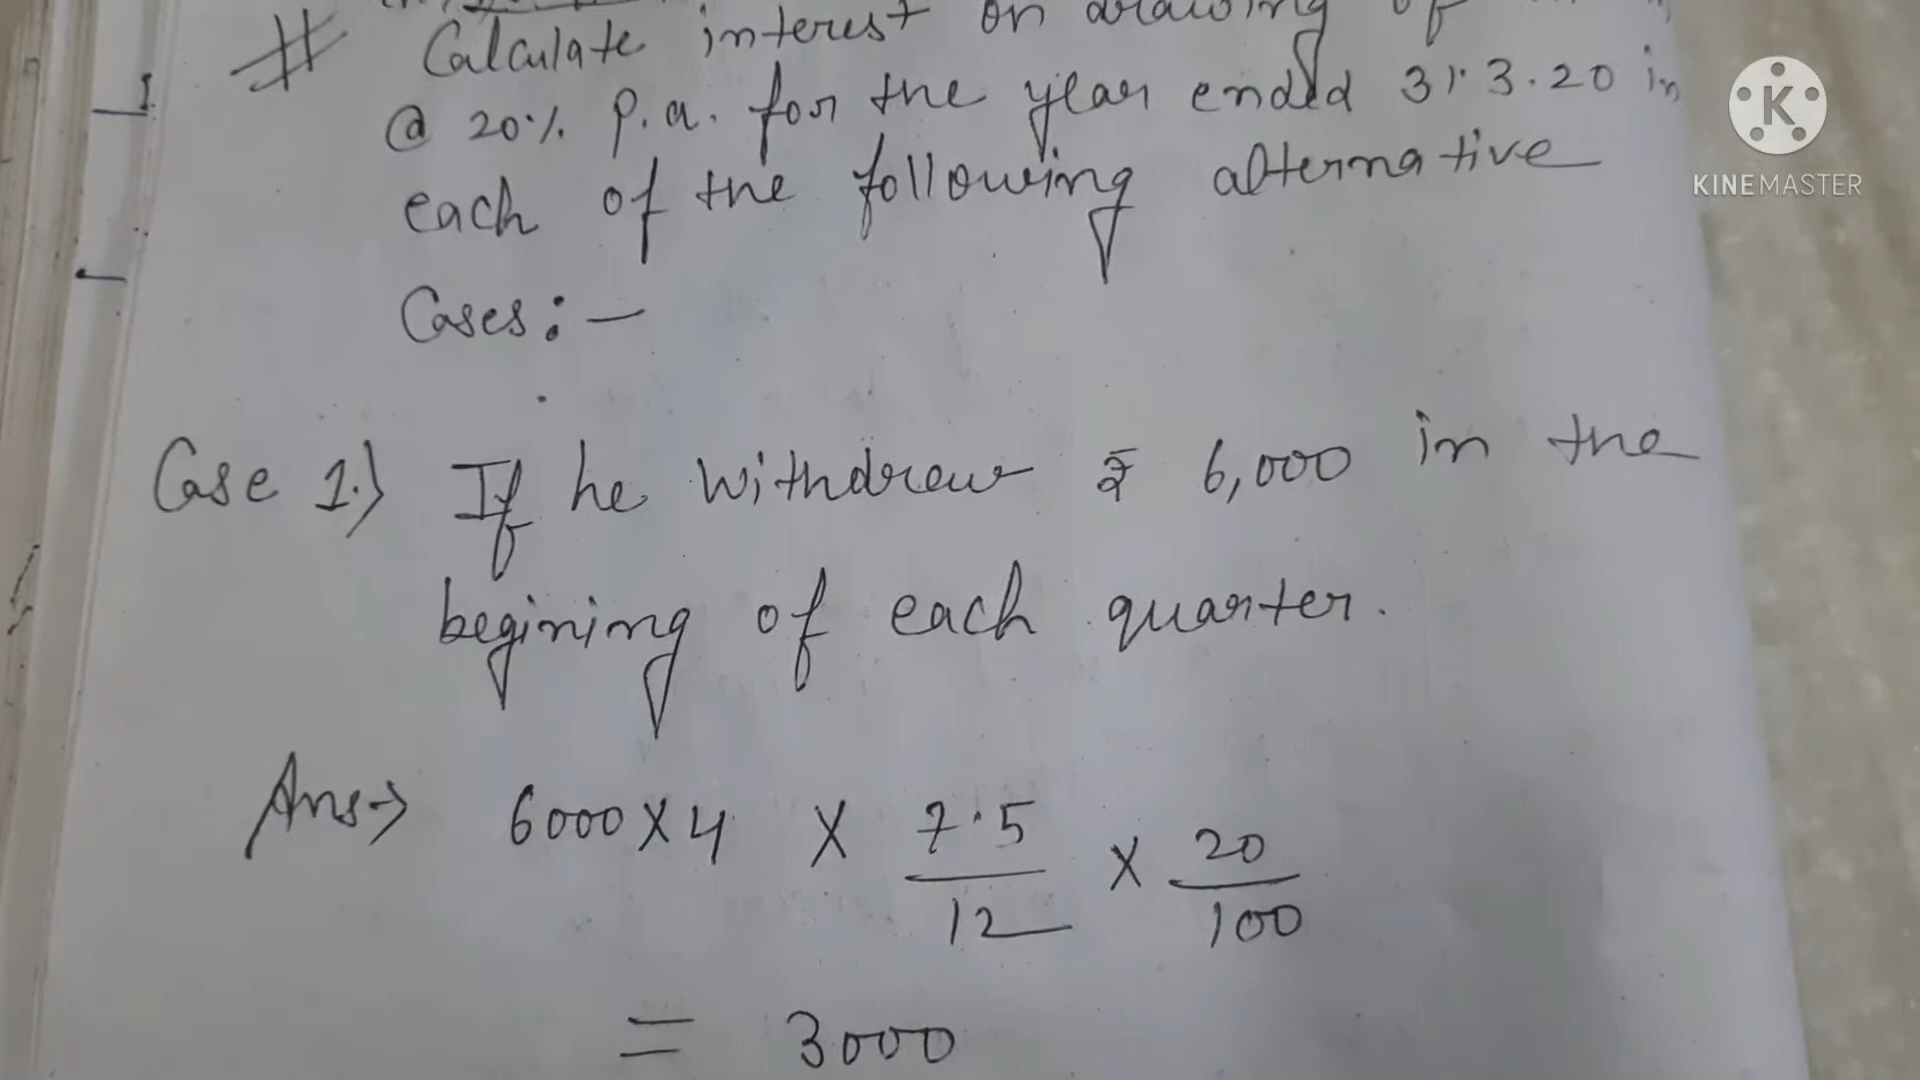 # Calculate interest on drawing of
@ 20% P.a. for the year ended 31.3.20 in
each of the following alternative
Cases:-
Case 1.) If he withdrew ₹ 6,000 in the
begining of each quarter.
Ans→ 6000 X 4 X 7.5/12 X 20/100
= 3000
K
KINEMASTER